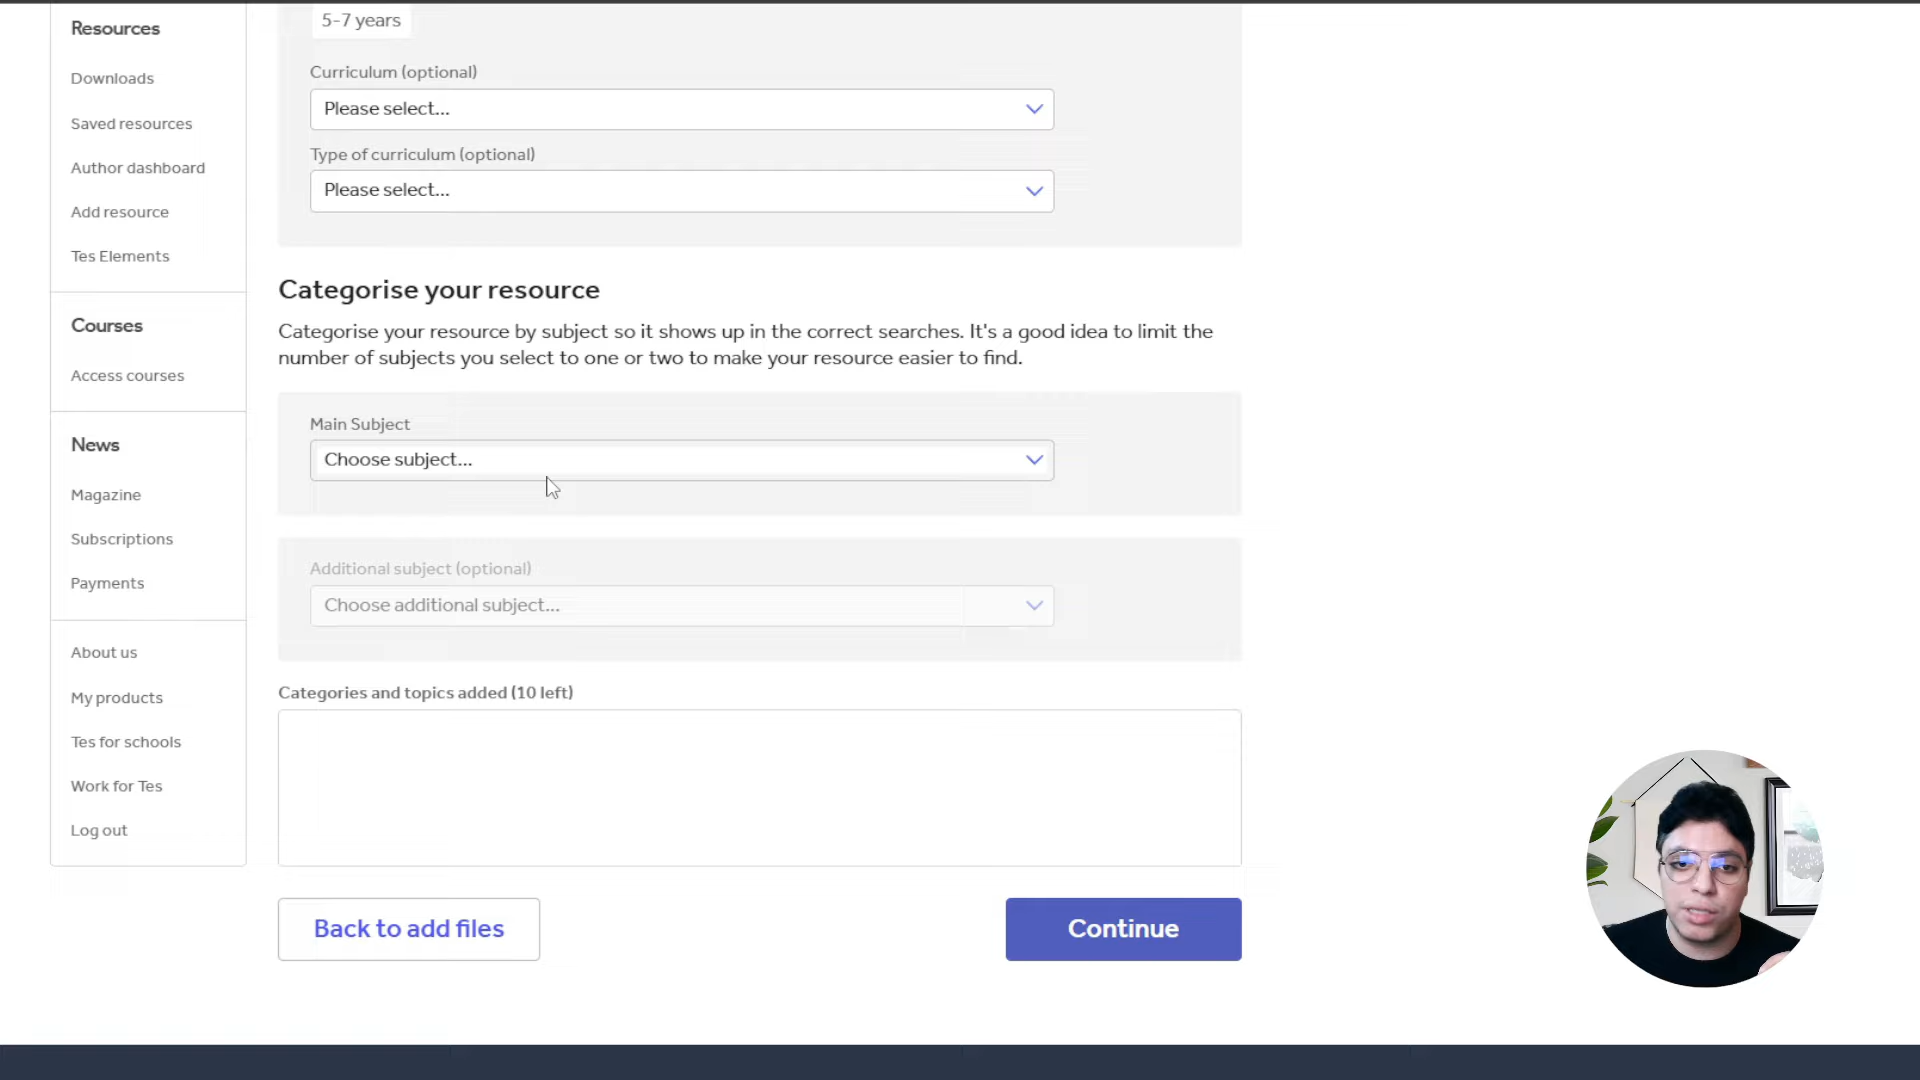 Resources
Downloads
Saved resources
Author dashboard
Add resource
Tes Elements
Courses
Access courses
News
Magazine
Subscriptions
Payments
About us
My products
Tes for schools
Work for Tes
Log out
5-7 years
Curriculum (optional)
Please select...
Type of curriculum (optional)
Please select...
Categorise your resource
Categorise your resource by subject so it shows up in the correct searches. It's a good idea to limit the
number of subjects you select to one or two to make your resource easier to find.
Main Subject
Choose subject...
Additional subject (optional)
Choose additional subject...
Categories and topics added (10 left)
Back to add files
Continue